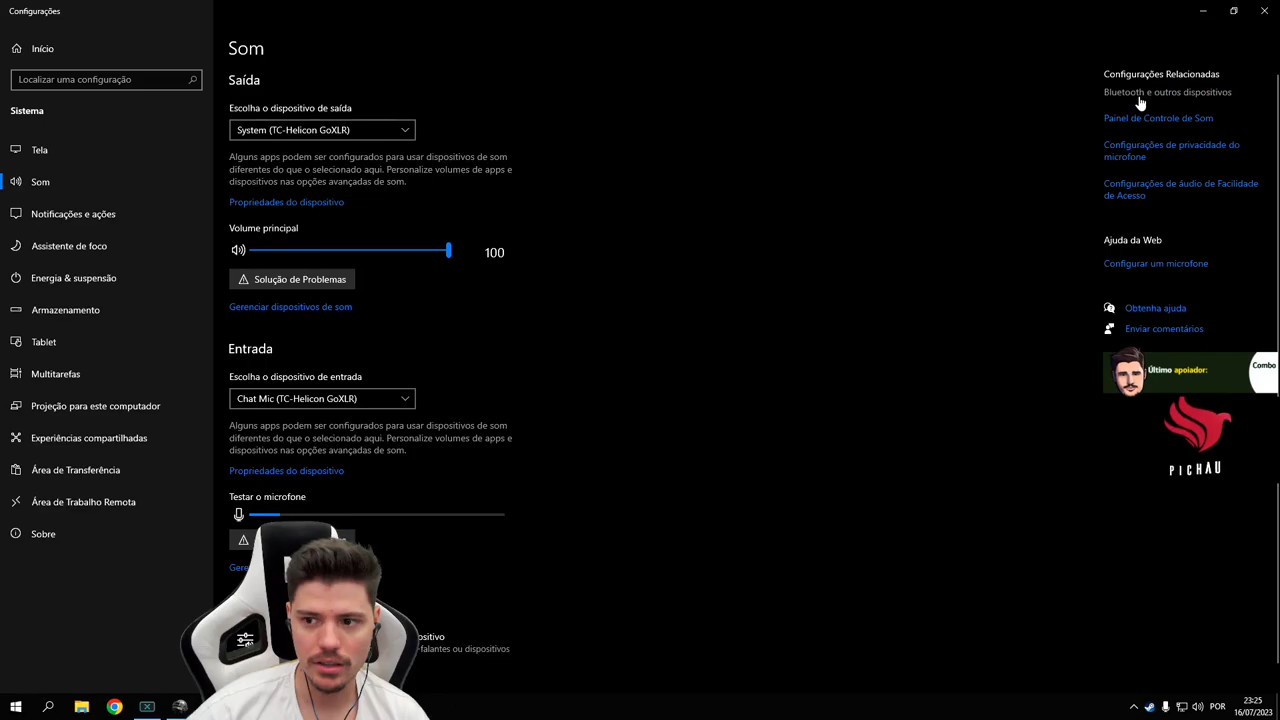 Configurações
Início
Localizar uma configuração
Sistema
Tela
Som
Notificações e ações
Assistente de foco
Energia & suspensão
Armazenamento
Tablet
Multitarefas
Projeção para este computador
Experiências compartilhadas
Área de Transferência
Área de Trabalho Remota
Sobre
Som
Saída
Escolha o dispositivo de saída
System (TC-Helicon GoXLR)
Alguns apps podem ser configurados para usar dispositivos de som
diferentes do que o selecionado aqui. Personalize volumes de apps e
dispositivos nas opções avançadas de som.
Propriedades do dispositivo
Volume principal
100
Solução de Problemas
Gerenciar dispositivos de som
Entrada
Escolha o dispositivo de entrada
Chat Mic (TC-Helicon GoXLR)
Alguns apps podem ser configurados para usar dispositivos de som
diferentes do que o selecionado aqui. Personalize volumes de apps e
dispositivos nas opções avançadas de som.
Propriedades do dispositivo
Testar o microfone
Gere
ositivo
-falantes ou dispositivos
Configurações Relacionadas
Bluetooth e outros dispositivos
Painel de Controle de Som
Configurações de privacidade do
microfone
Configurações de áudio de Facilidade
de Acesso
Ajuda da Web
Configurar um microfone
Obtenha ajuda
Enviar comentários
Último apoiador:
Combo
PICHAU
POR
23:25
16/07/2023